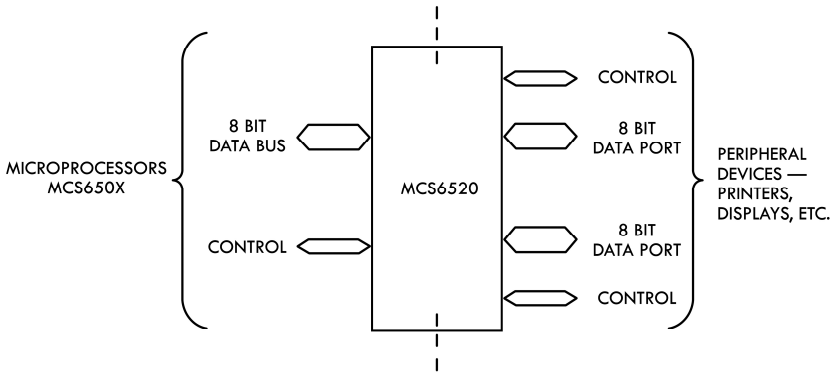 MICROPROCESSORS
MCS650X
8 BIT
DATA BUS
CONTROL
MCS6520
CONTROL
8 BIT
DATA PORT
8 BIT
DATA PORT
CONTROL
PERIPHERAL
DEVICES —
PRINTERS,
DISPLAYS, ETC.